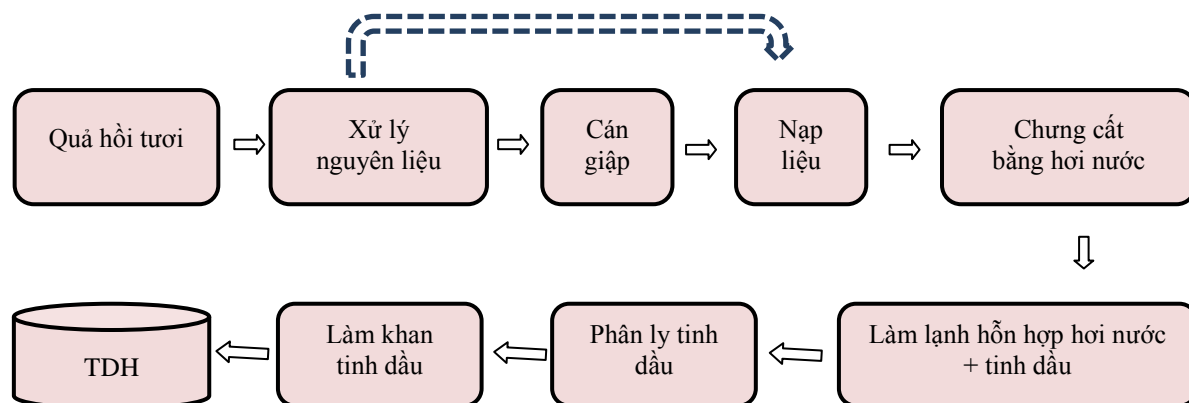 Quả hồi tươi
Xử lý
nguyên liệu
Cán
giập
Nạp
liệu
Chưng cất
bằng hơi nước
TDH
Làm khan
tinh dầu
Phân ly tinh
dầu
Làm lạnh hỗn hợp hơi nước
+ tinh dầu